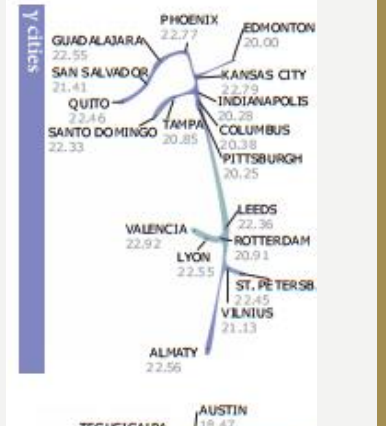 γ cities
PHOENIX
22.77
EDMONTON
20.00
GUADALAJARA
22.55
SAN SALVADOR
21.41
KANSAS CITY
22.79
QUITO
22.46
INDIANAPOLIS
20.28
SANTO DOMINGO
22.33
TAMPA
20.85
COLUMBUS
20.38
PITTSBURGH
20.25
LEEDS
22.36
VALENCIA
22.92
ROTTERDAM
20.91
LYON
22.55
ST. PETERSB
22.45
VILNIUS
21.13
ALMATY
22.56
AUSTIN
18.47